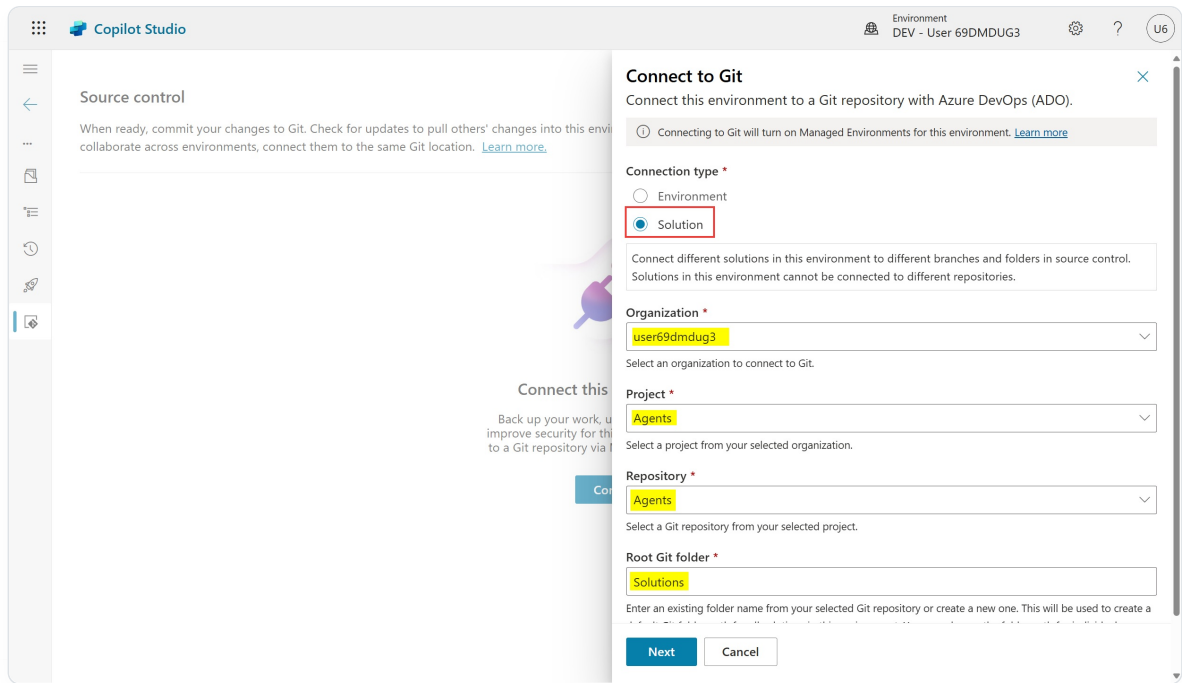 Copilot Studio
Environment
DEV - User 69DMDUG3
?
U6
Source control
When ready, commit your changes to Git. Check for updates to pull others' changes into this envi
collaborate across environments, connect them to the same Git location. Learn more.
Connect this
Back up your work, u
improve security for thi
to a Git repository via
Con
Connect to Git
Connect this environment to a Git repository with Azure DevOps (ADO).
Connecting to Git will turn on Managed Environments for this environment. Learn more
Connection type *
Environment
Solution
Connect different solutions in this environment to different branches and folders in source control.
Solutions in this environment cannot be connected to different repositories.
Organization *
user69dmdug3
Select an organization to connect to Git.
Project *
Agents
Select a project from your selected organization.
Repository *
Agents
Select a Git repository from your selected project.
Root Git folder *
Solutions
Enter an existing folder name from your selected Git repository or create a new one. This will be used to create a
Next
Cancel